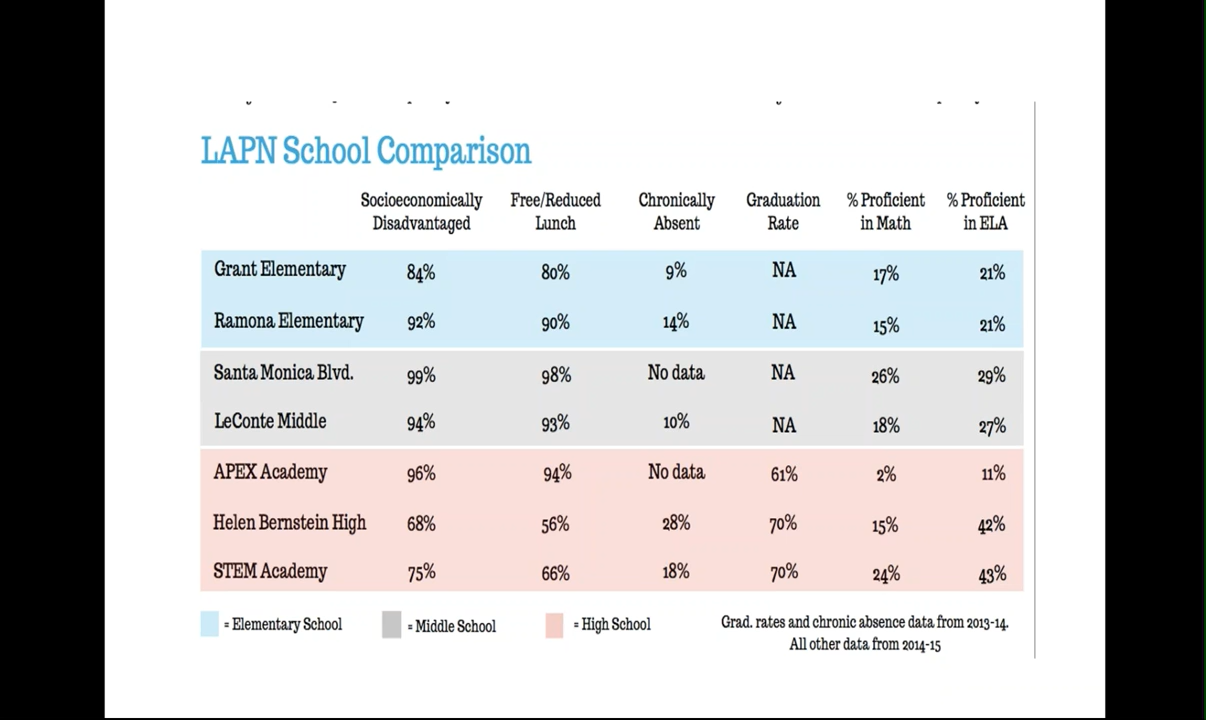 LAPN School Comparison
Socioeconomically Disadvantaged Free/Reduced Lunch Chronically Absent Graduation Rate % Proficient in Math % Proficient in ELA
Grant Elementary 84% 80% 9% NA 17% 21%
Ramona Elementary 92% 90% 14% NA 15% 21%
Santa Monica Blvd. 99% 98% No data NA 26% 29%
LeConte Middle 94% 93% 10% NA 18% 27%
APEX Academy 96% 94% No data 61% 2% 11%
Helen Bernstein High 68% 56% 28% 70% 15% 42%
STEM Academy 75% 66% 18% 70% 24% 43%
= Elementary School = Middle School = High School
Grad. rates and chronic absence data from 2013-14.
All other data from 2014-15